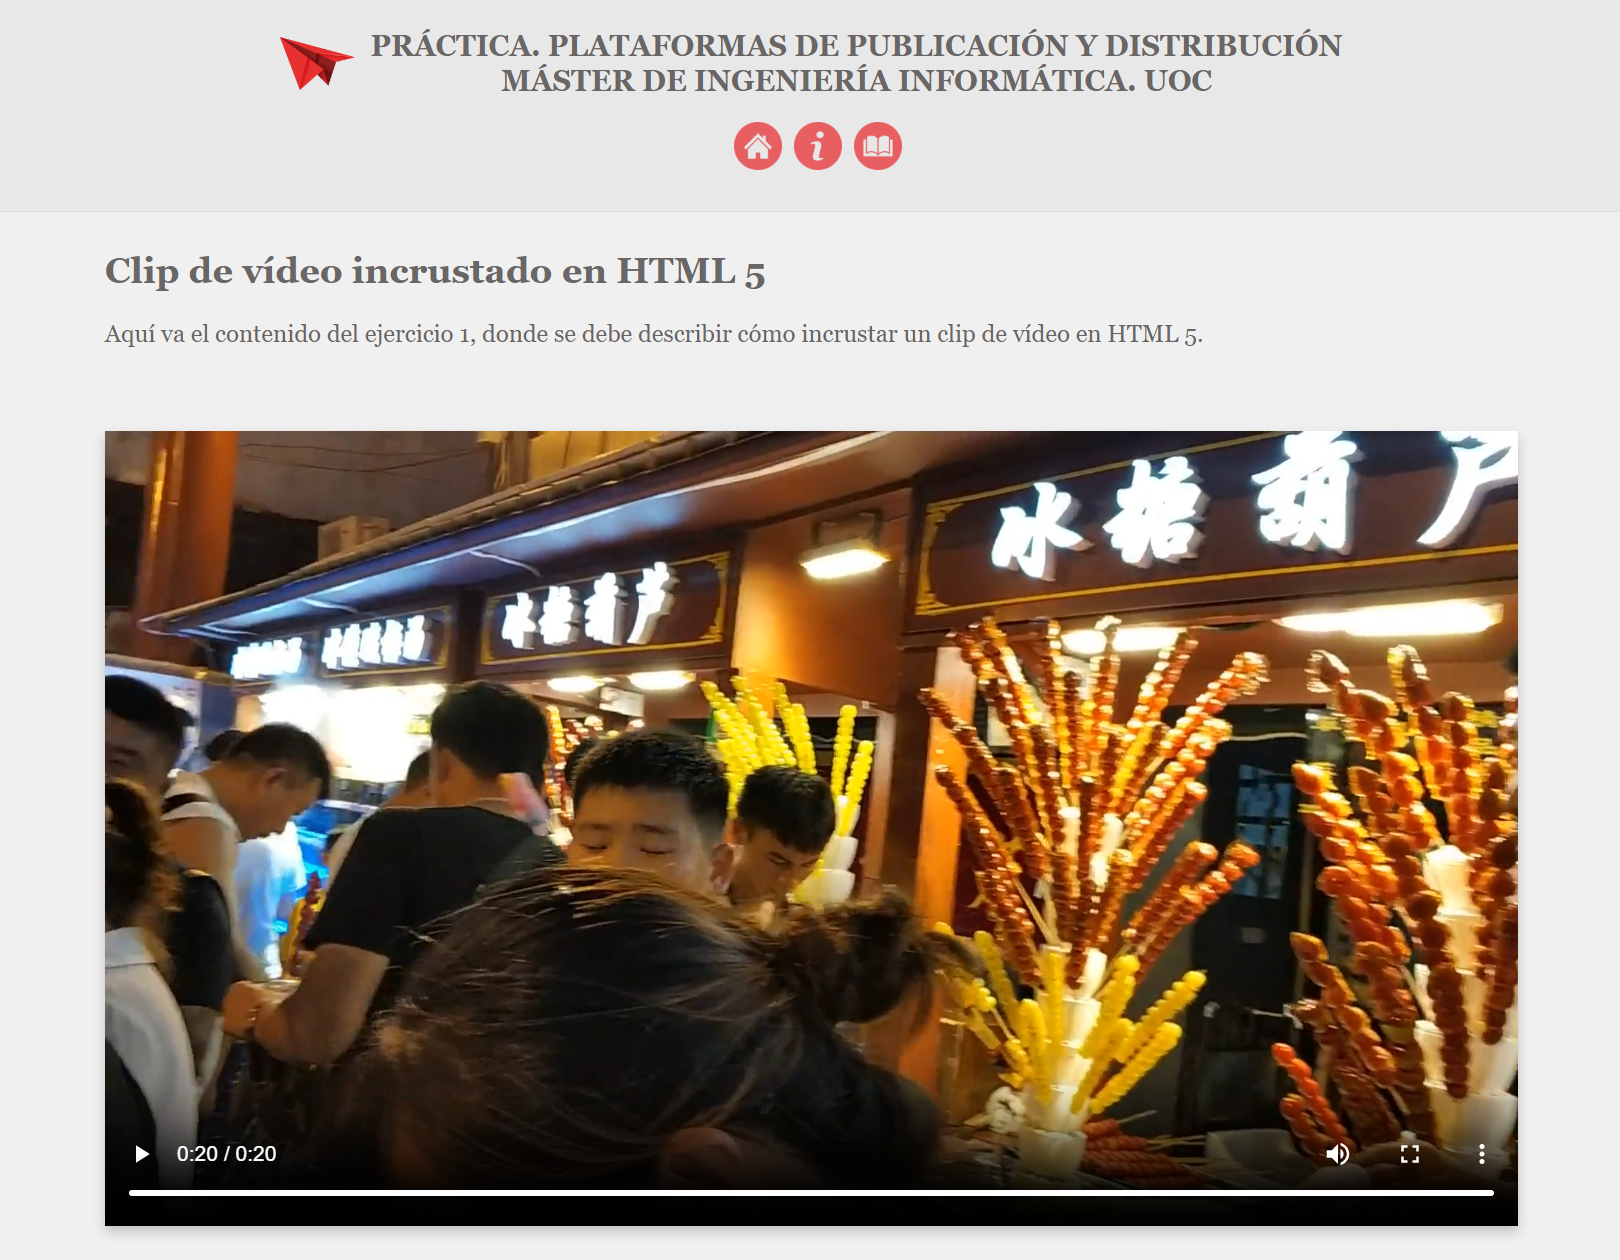 PRÁCTICA. PLATAFORMAS DE PUBLICACIÓN Y DISTRIBUCIÓN
MÁSTER DE INGENIERÍA INFORMÁTICA. UOC
Clip de vídeo incrustado en HTML 5
Aquí va el contenido del ejercicio 1, donde se debe describir cómo incrustar un clip de vídeo en HTML 5.
冰糖葫芦
冰糖葫芦
0:20 / 0:20